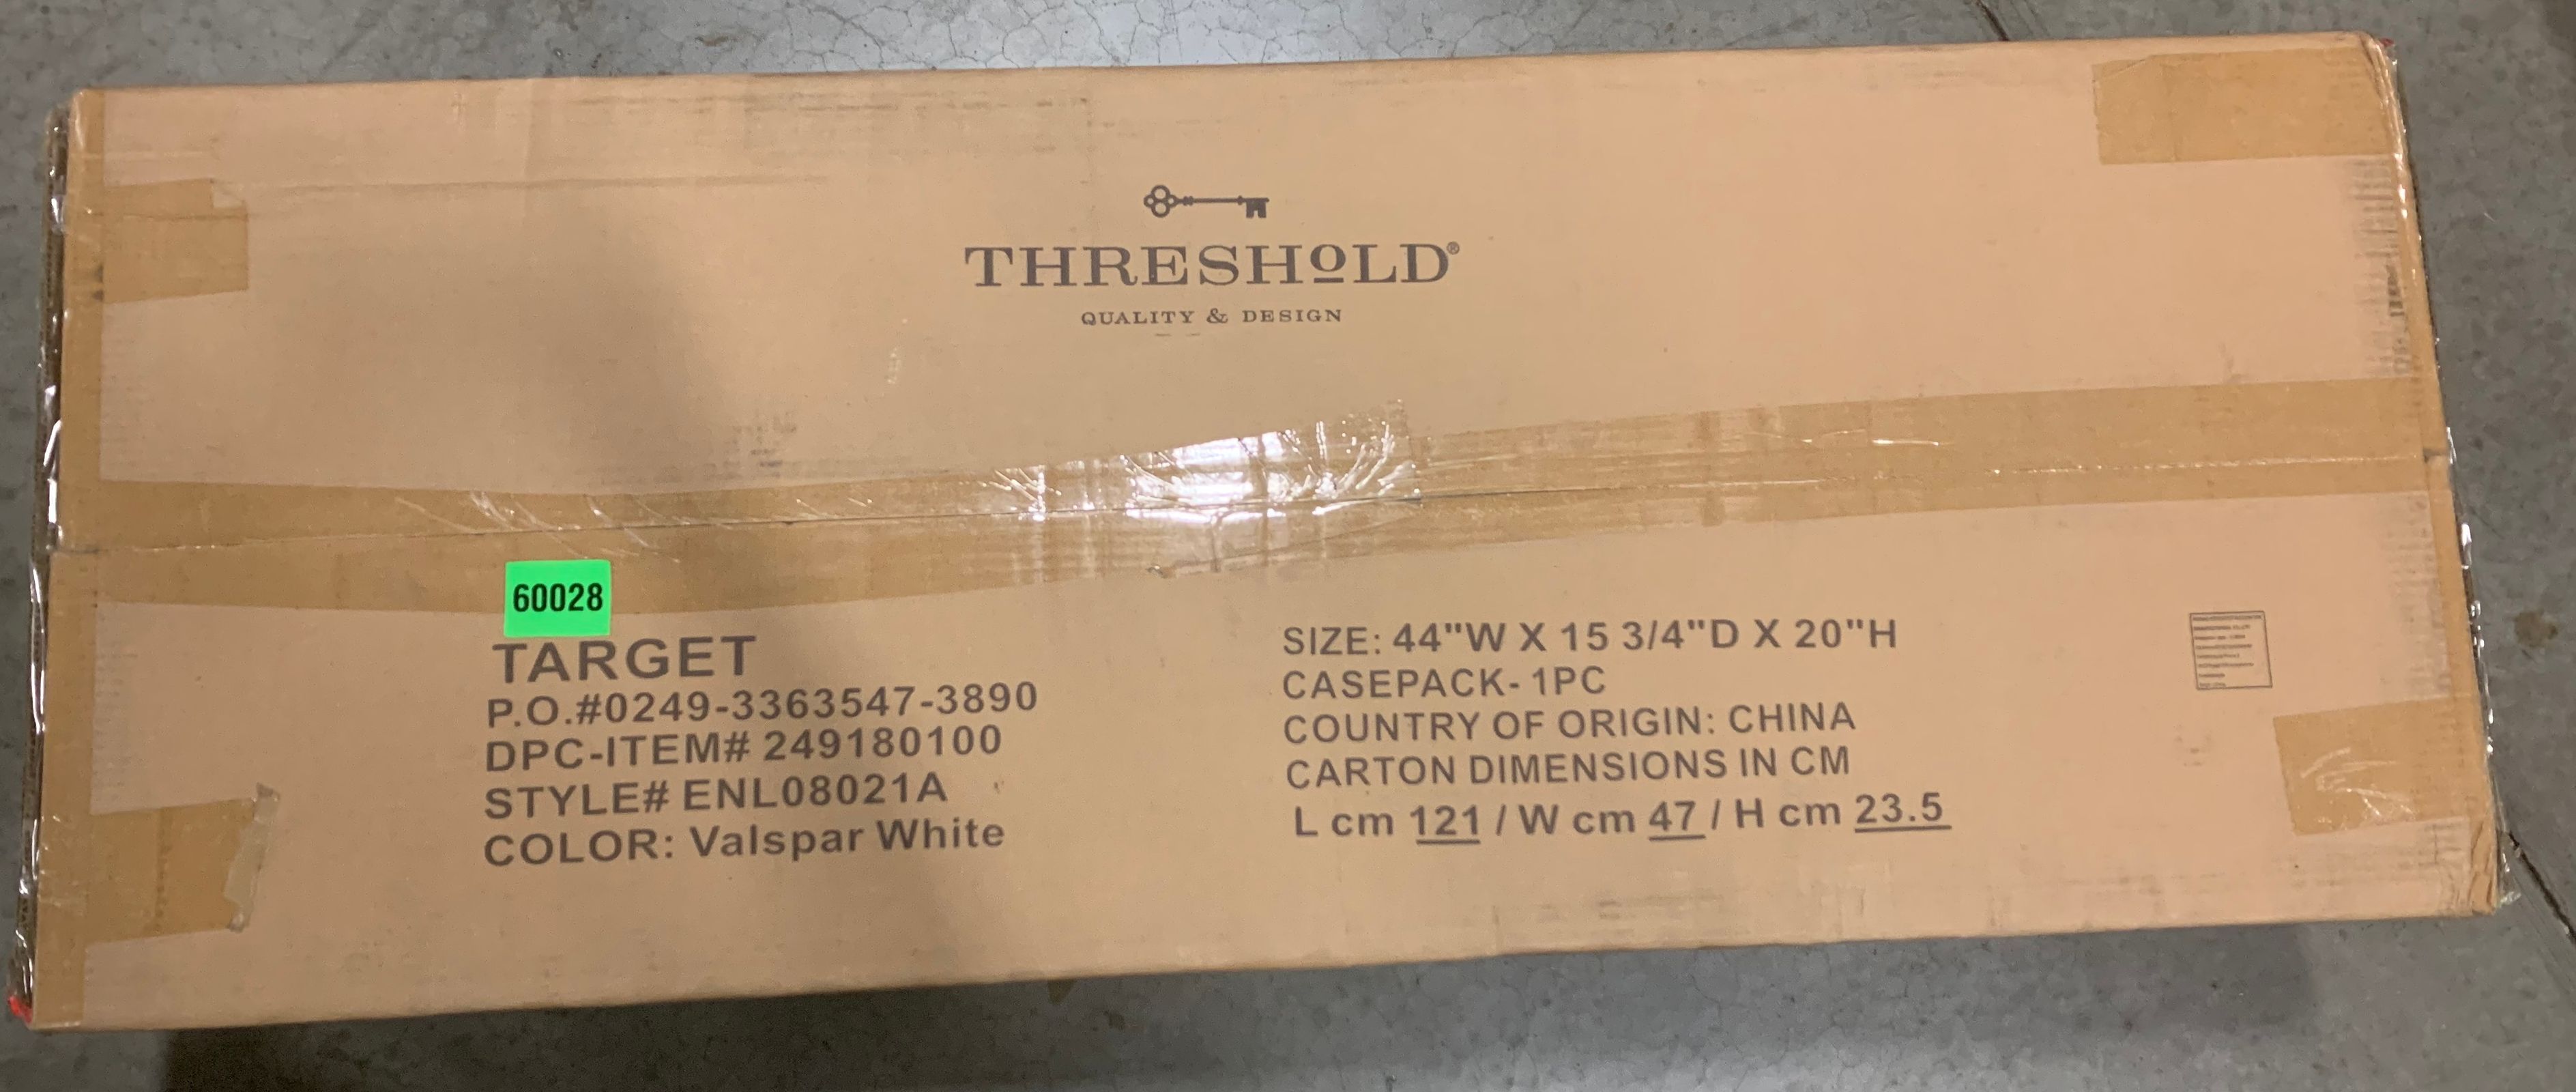 THRESHOLD®
QUALITY & DESIGN
60028
TARGET
P.O.#0249-3363547-3890
DPC-ITEM# 249180100
STYLE# ENL08021A
COLOR: Valspar White
SIZE: 44"W X 15 3/4"D X 20"H
CASEPACK- 1PC
COUNTRY OF ORIGIN: CHINA
CARTON DIMENSIONS IN CM
L cm 121 / W cm 47 / H cm 23.5